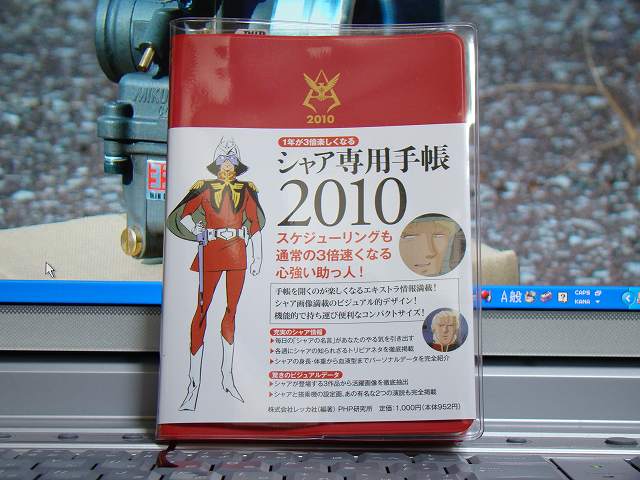 MIKU
PHP
2010
1年が3倍楽しくなる
シャア専用手帳
2010
スケジューリングも
通常の3倍速くなる
心強い助っ人！
手帳を開くのが楽しくなるエキストラ情報満載！
シャア画像満載のビジュアル的デザイン！
機能的で持ち運び便利なコンパクトサイズ！
充実のシャア情報
毎日の「シャアの名言」があなたのやる気を引き出す
各週にシャアの知られざるトリビアネタを徹底掲載
シャアの身長・体重から血液型までパーソナルデータを完全紹介
驚きのビジュアルデータ
シャアが登場する3作品から活躍画像を徹底抽出
シャアと搭乗機の設定画、あの有名な2つの演説も完全掲載
株式会社レッカ社（編著） PHP研究所 定価：1,000円（本体952円）
A般
CAPS
KANA